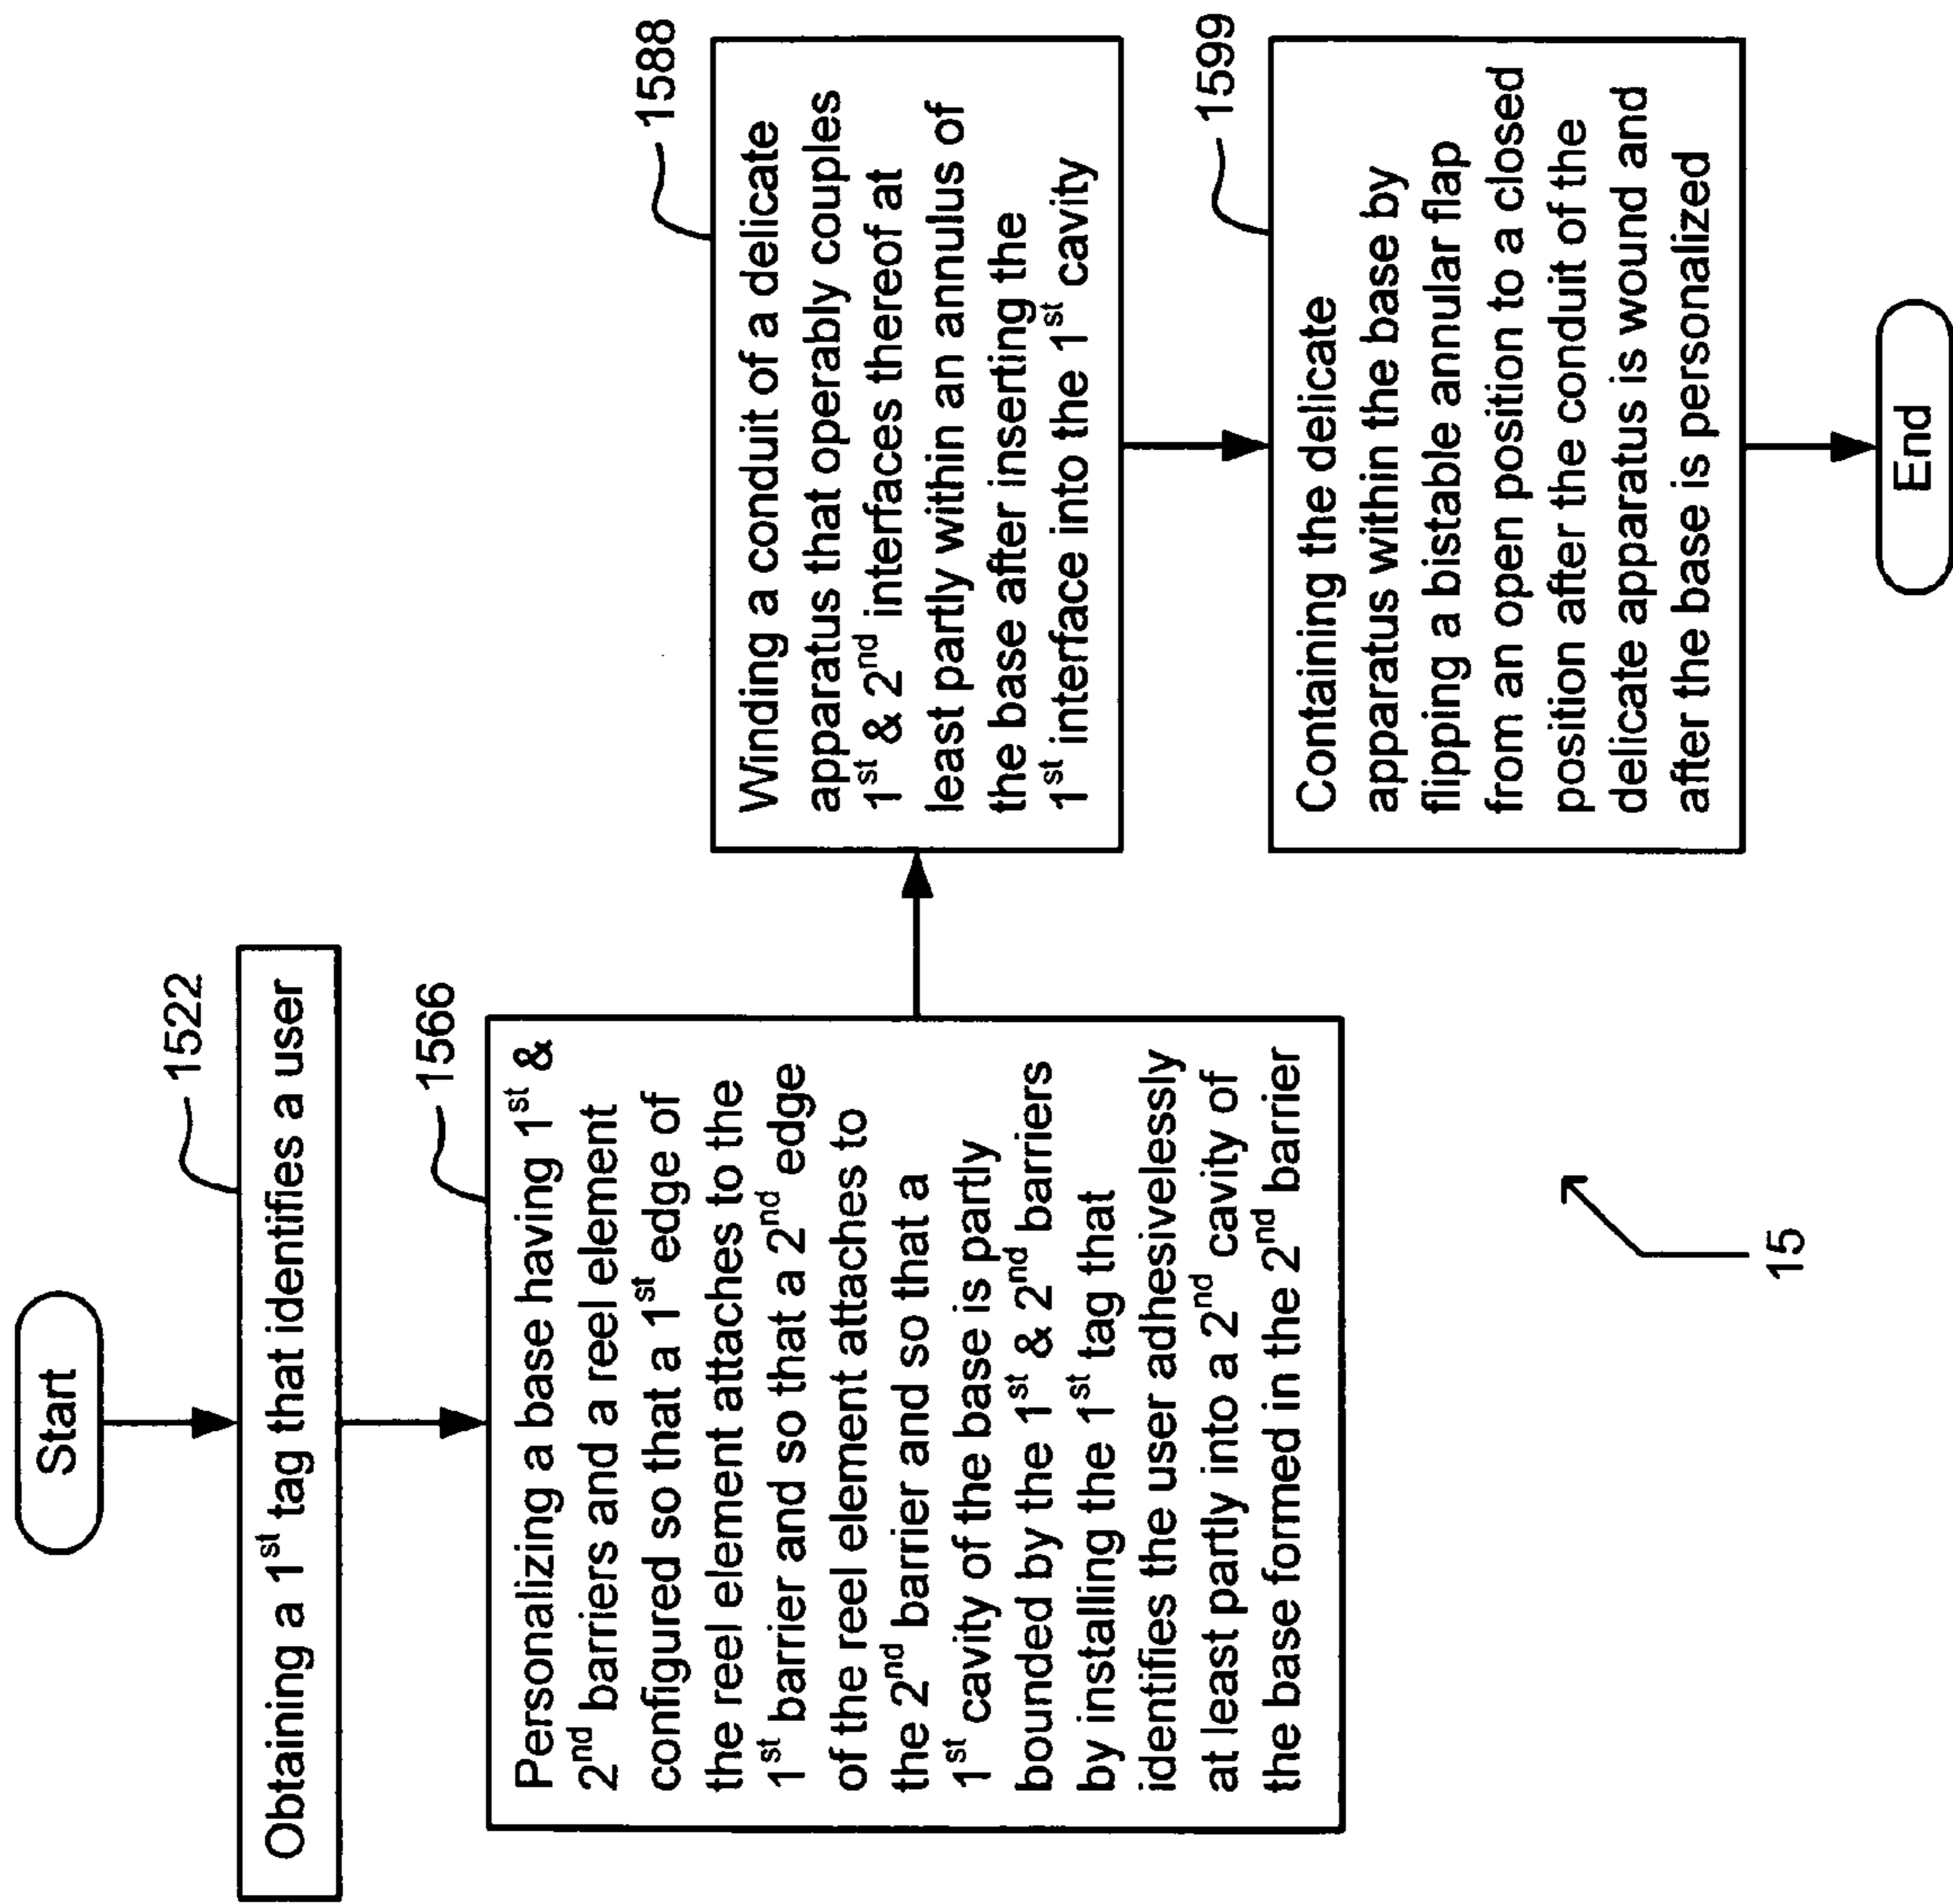 Start
1522
Obtaining a 1st tag that identifies a user
1566
Personalizing a base having 1st &
2nd barriers and a reel element
configured so that a 1st edge of
the reel element attaches to the
1st barrier and so that a 2nd edge
of the reel element attaches to
the 2nd barrier and so that a
1st cavity of the base is partly
bounded by the 1st & 2nd barriers
by installing the 1st tag that
identifies the user adhesivelessly
at least partly into a 2nd cavity of
the base formed in the 2nd barrier
1588
Winding a conduit of a delicate
apparatus that operably couples
1st & 2nd interfaces thereof at
least partly within an annulus of
the base after inserting the
1st interface into the 1st cavity
1599
Containing the delicate
apparatus within the base by
flipping a bistable annular flap
from an open position to a closed
position after the conduit of the
delicate apparatus is wound and
after the base is personalized
End
15